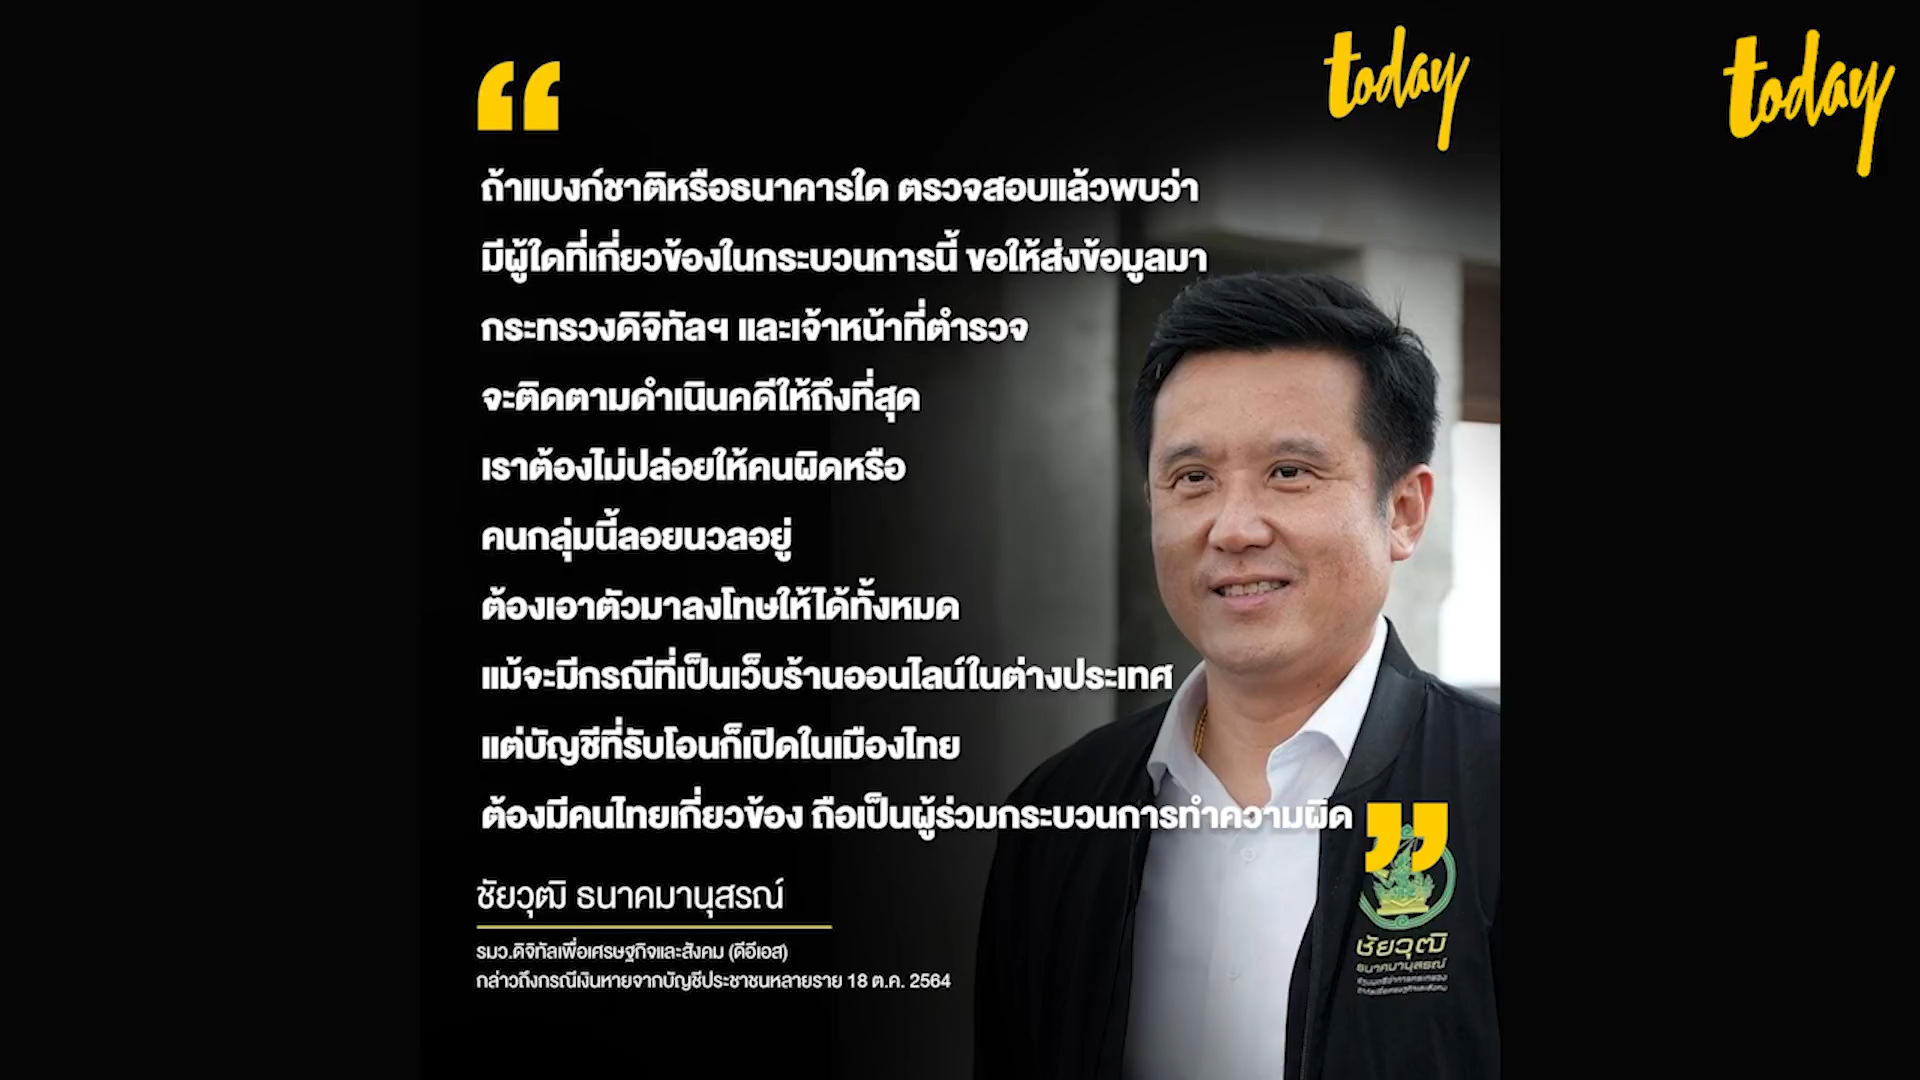 today
today
ถ้าแบงก์ชาติหรือธนาคารใด ตรวจสอบแล้วพบว่า
มีผู้ใดที่เกี่ยวข้องในกระบวนการนี้ ขอให้ส่งข้อมูลมา
กระทรวงดิจิทัลฯ และเจ้าหน้าที่ตำรวจ
จะติดตามดำเนินคดีให้ถึงที่สุด
เราต้องไม่ปล่อยให้คนผิดหรือ
คนกลุ่มนี้ลอยนวลอยู่
ต้องเอาตัวมาลงโทษให้ได้ทั้งหมด
แม้จะมีกรณีที่เป็นเว็บร้านออนไลน์ในต่างประเทศ
แต่บัญชีที่รับโอนก็เปิดในเมืองไทย
ต้องมีคนไทยเกี่ยวข้อง ถือเป็นผู้ร่วมกระบวนการทำความผิด
ชัยวุฒิ ธนาคมานุสรณ์
รมว.ดิจิทัลเพื่อเศรษฐกิจและสังคม (ดีอีเอส)
กล่าวถึงกรณีเงินหายจากบัญชีประชาชนหลายราย 18 ต.ค. 2564
ชัยวุฒิ
ธนาคมานุสรณ์